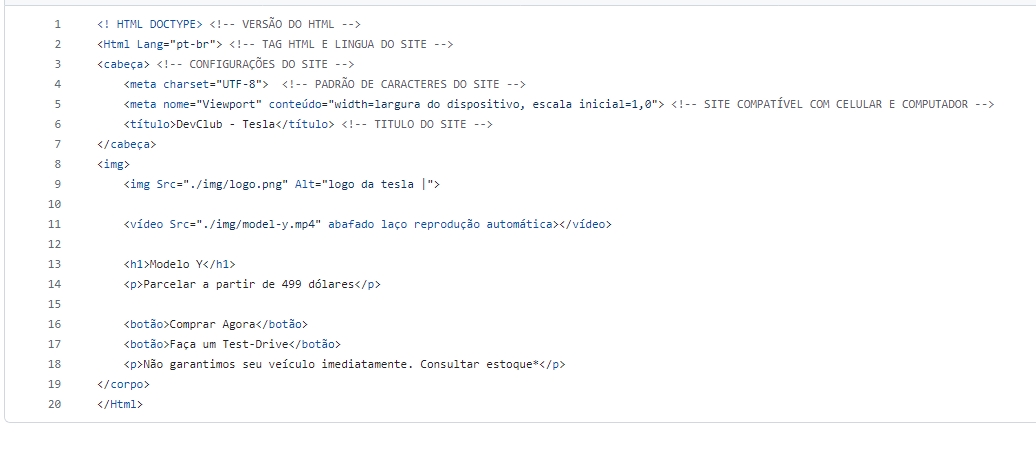 1 <! HTML DOCTYPE> <!-- VERSÃO DO HTML -->
2 <Html Lang="pt-br"> <!-- TAG HTML E LINGUA DO SITE -->
3 <cabeça> <!-- CONFIGURAÇÕES DO SITE -->
4 <meta charset="UTF-8"> <!-- PADRÃO DE CARACTERES DO SITE -->
5 <meta nome="Viewport" conteúdo="width=largura do dispositivo, escala inicial=1,0"> <!-- SITE COMPATÍVEL COM CELULAR E COMPUTADOR -->
6 <título>DevClub - Tesla</título> <!-- TITULO DO SITE -->
7 </cabeça>
8 <img>
9 <img Src="./img/logo.png" Alt="logo da tesla |">
10
11 <vídeo Src="./img/model-y.mp4" abafado laço reprodução automática></vídeo>
12
13 <h1>Modelo Y</h1>
14 <p>Parcelar a partir de 499 dólares</p>
15
16 <botão>Comprar Agora</botão>
17 <botão>Faça um Test-Drive</botão>
18 <p>Não garantimos seu veículo imediatamente. Consultar estoque*</p>
19 </corpo>
20 </Html>